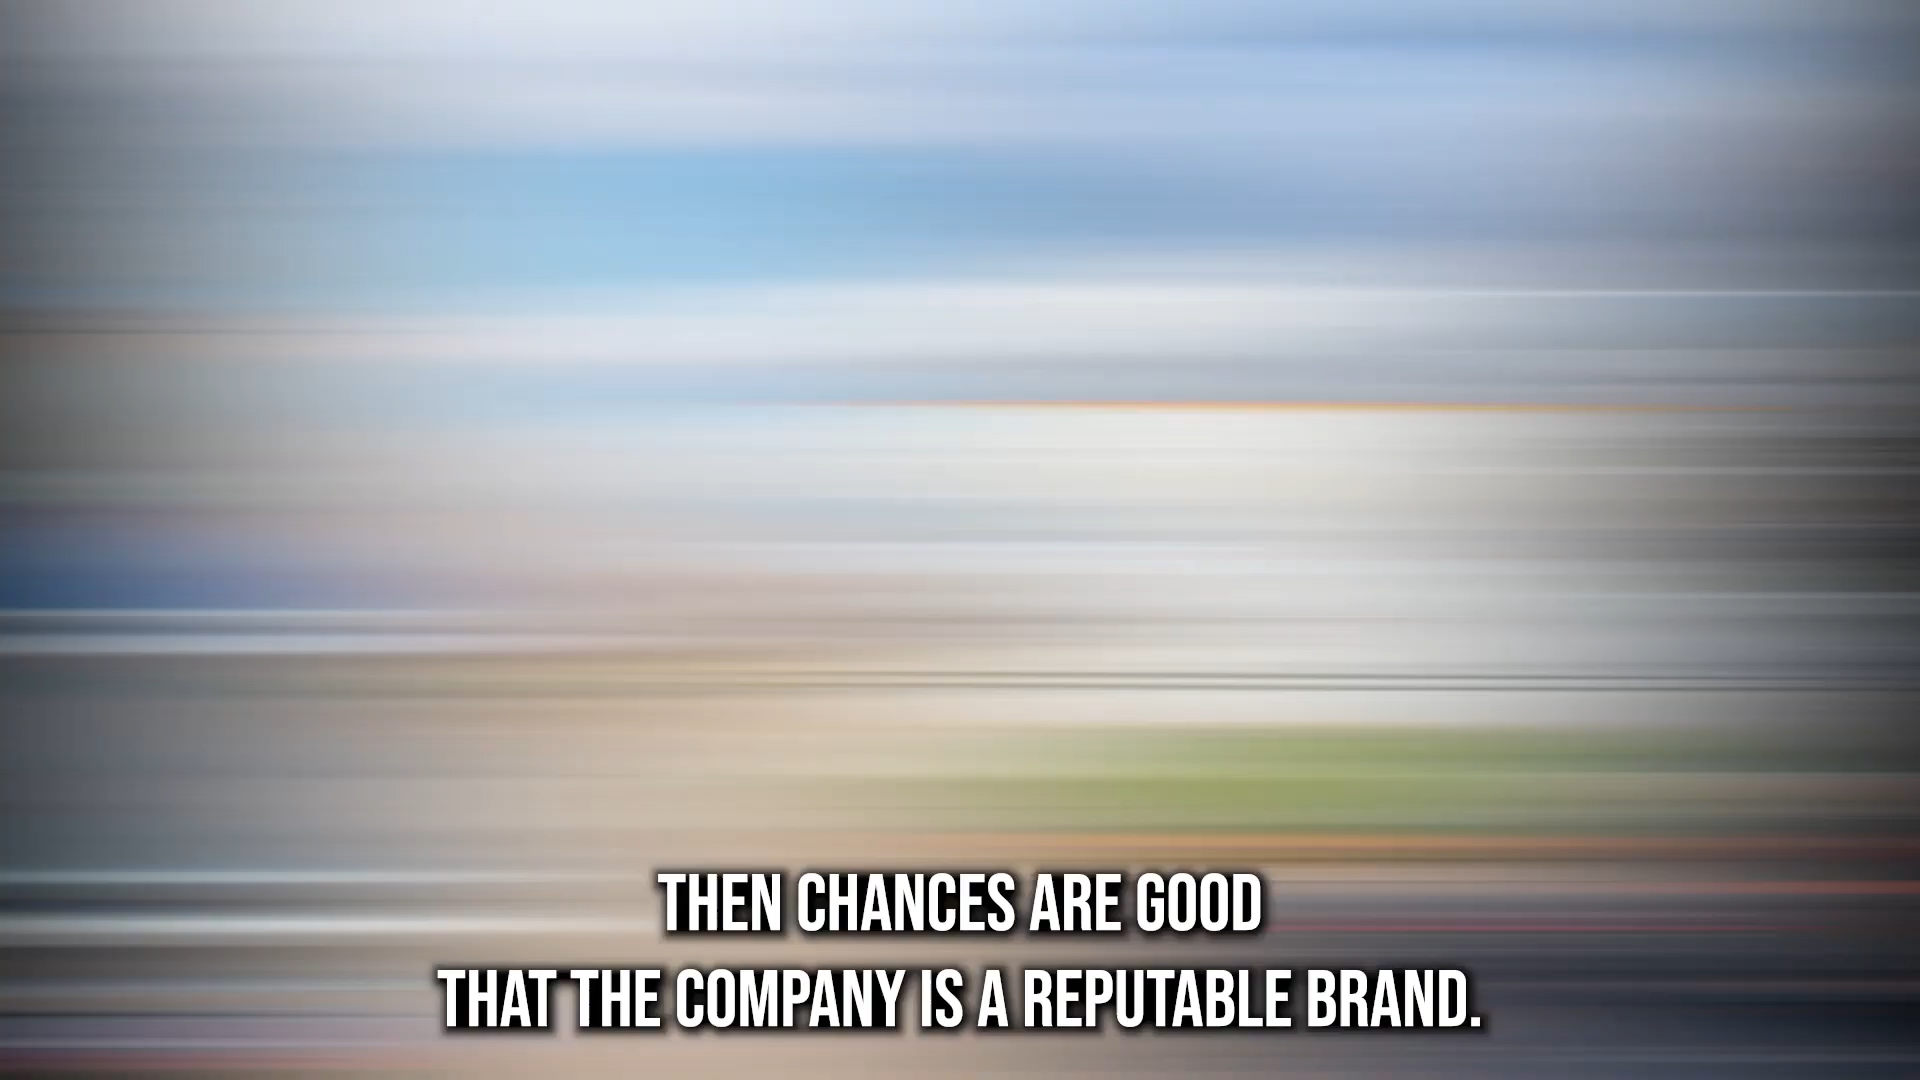 THEN CHANCES ARE GOOD
THAT THE COMPANY IS A REPUTABLE BRAND.